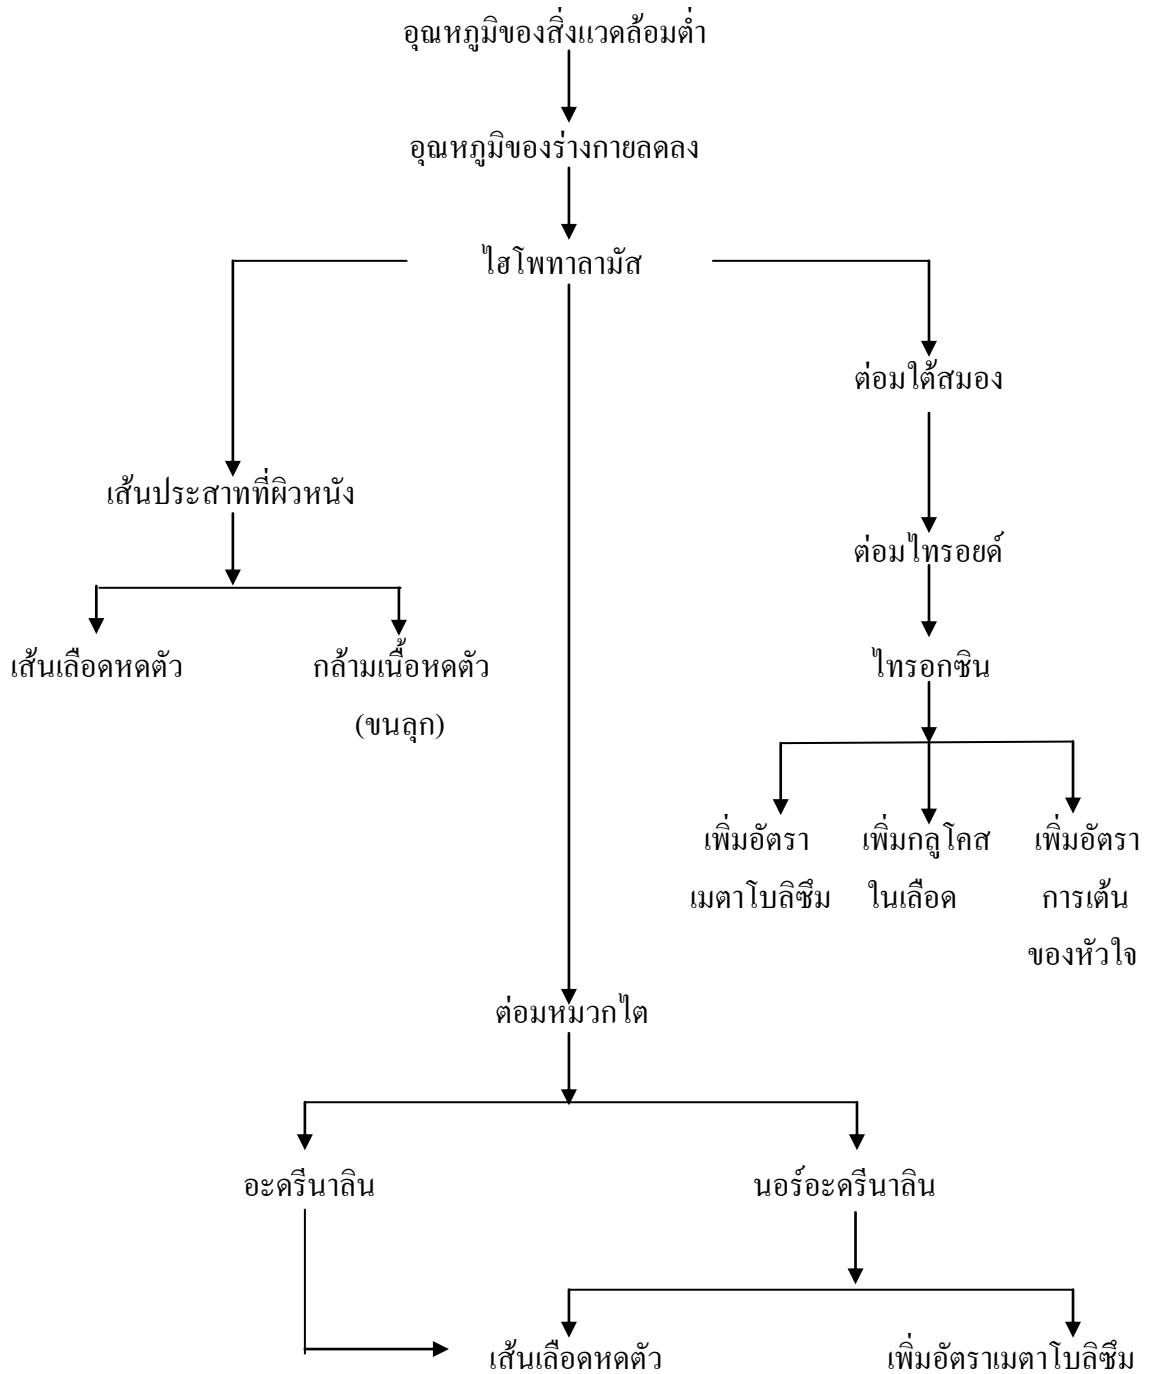 อุณหภูมิของสิ่งแวดล้อมต่ำ
อุณหภูมิของร่างกายลดลง
ไฮโพทาลามัส
ต่อมใต้สมอง
เส้นประสาทที่ผิวหนัง
ต่อมไทรอยด์
เส้นเลือดหดตัว
กล้ามเนื้อหดตัว
(ขนลุก)
ไทรอกซิน
เพิ่มอัตรา
เมตาโบลิซึม
เพิ่มกลูโคส
ในเลือด
เพิ่มอัตรา
การเต้น
ของหัวใจ
ต่อมหมวกไต
อะดรีนาลิน
นอร์อะดรีนาลิน
เส้นเลือดหดตัว
เพิ่มอัตราเมตาโบลิซึม